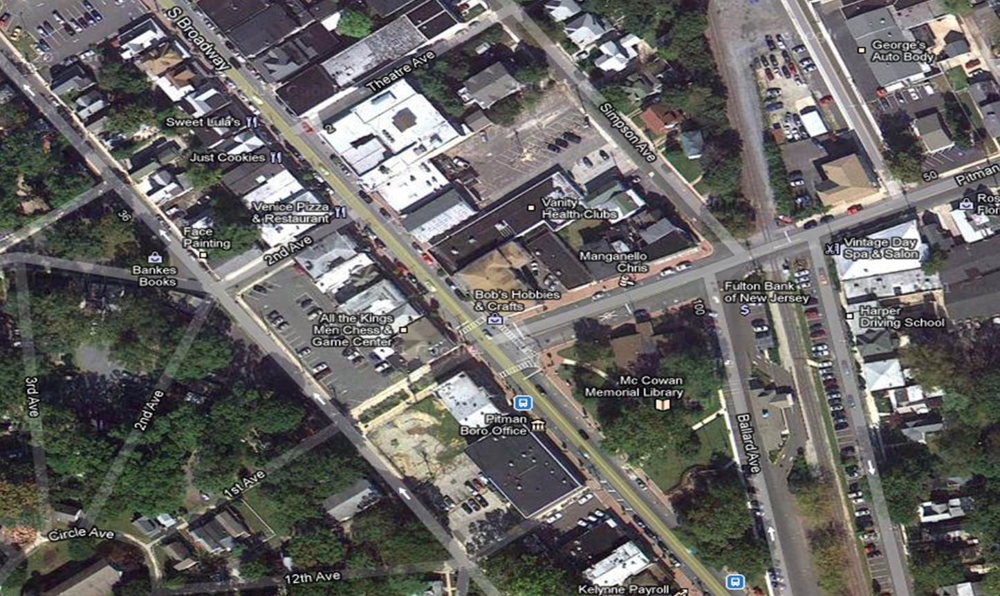 S Broadway
George's
Auto Body
Theatre Ave
Sweet Lula's
2
Simpson Ave
Just Cookies
50
Pitman
Venice Pizza
& Restaurant
Vanity
Health Clubs
Ros
Flor
36
Face
Painting
2nd Ave
Vintage Day
Spa & Salon
Bankes
Books
Manganello
Chris
Fulton Bank
of New Jersey
$
100
Bob's Hobbies
& Crafts
Harper
Driving School
All the Kings
Men Chess &
Game Center
3rd Ave
2nd Ave
Mc Cowan
Memorial Library
Pitman
Boro Office
Ballard Ave
1st Ave
Circle Ave
12th Ave
Kelynne Payroll